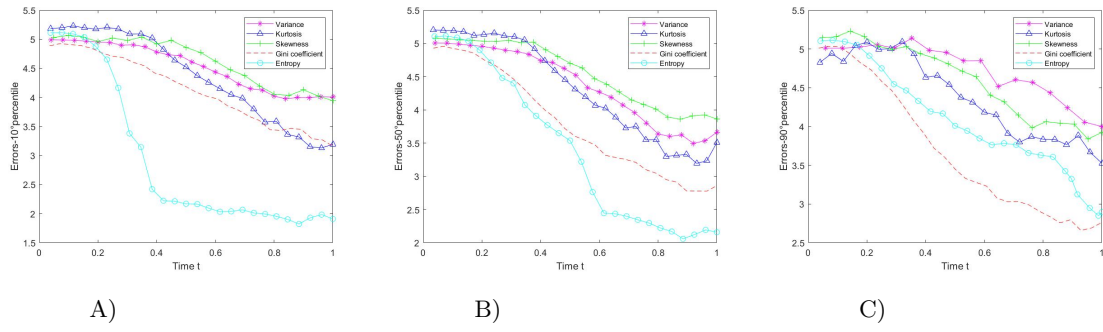 5.5
5
4.5
4
3.5
3
2.5
2
1.5
Errors-10°percentile
0
0.2
0.4
0.6
0.8
1
Time t
Variance
Kurtosis
Skewness
Gini coefficient
Entropy
A)
5.5
5
4.5
4
3.5
3
2.5
2
Errors-50°percentile
0
0.2
0.4
0.6
0.8
1
Time t
Variance
Kurtosis
Skewness
Gini coefficient
Entropy
B)
5.5
5
4.5
4
3.5
3
2.5
Errors-90°percentile
0
0.2
0.4
0.6
0.8
1
Time t
Variance
Kurtosis
Skewness
Gini coefficient
Entropy
C)